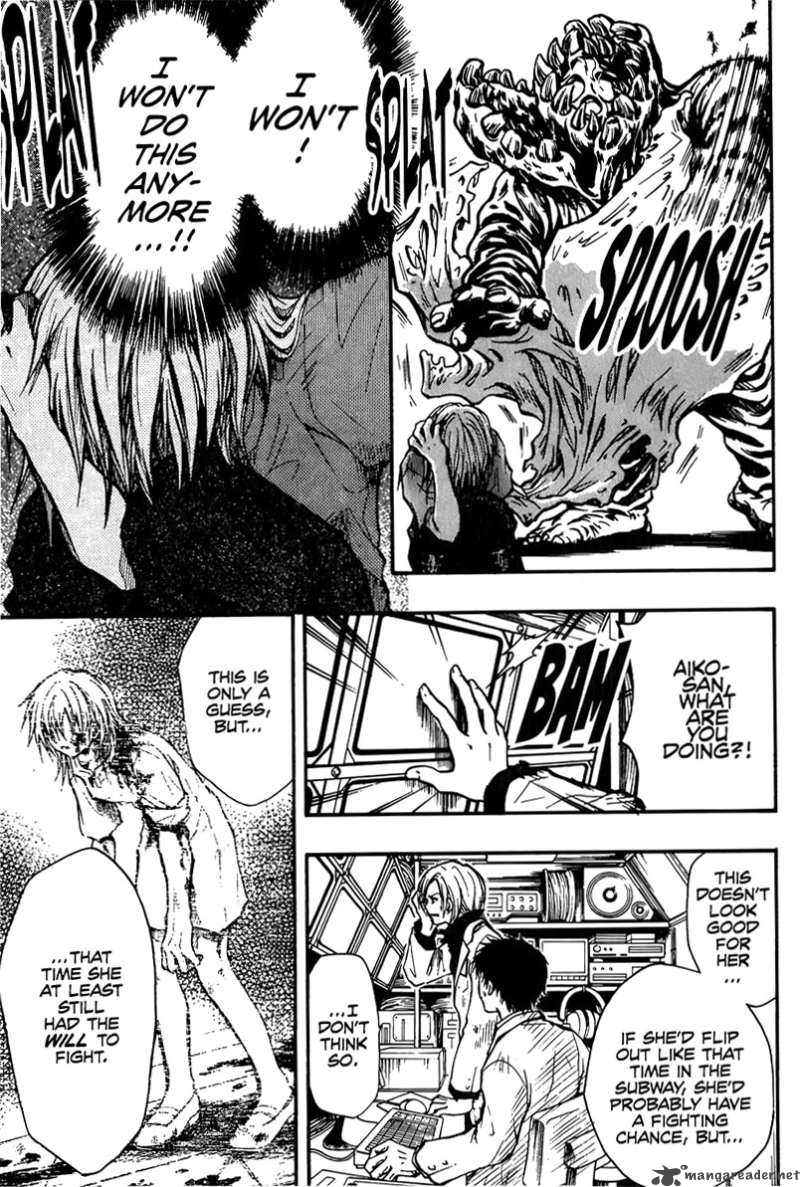 SPLAT
SPLOOSH
SPLAT
I
WON'T
!
I
WON'T
DO
THIS
ANY-
MORE
...!!
SPLAT
AIKO-
SAN,
WHAT
ARE
YOU
DOING?!
BAM
THIS IS
ONLY A
GUESS,
BUT...
THIS
DOESN'T
LOOK
GOOD
FOR
HER
...
IF SHE'D FLIP
OUT LIKE THAT
TIME IN THE
SUBWAY, SHE'D
PROBABLY HAVE
A FIGHTING
CHANCE, BUT...
...I
DON'T
THINK
SO.
...THAT
TIME SHE
AT LEAST
STILL
HAD THE
WILL TO
FIGHT.
mangareader.net